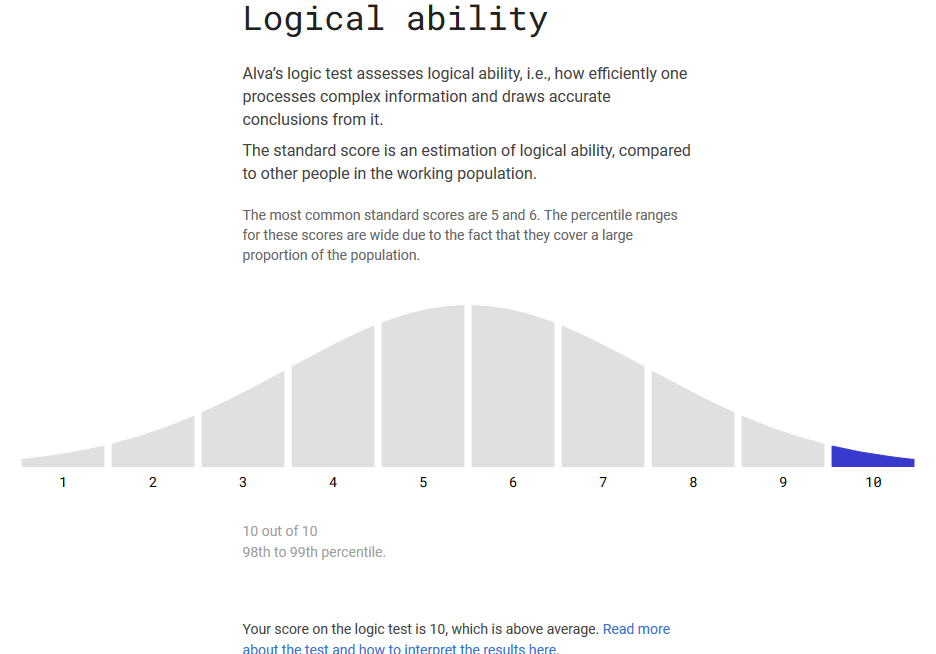 Logical ability
Alva’s logic test assesses logical ability, i.e., how efficiently one
processes complex information and draws accurate
conclusions from it.
The standard score is an estimation of logical ability, compared
to other people in the working population.
The most common standard scores are 5 and 6. The percentile ranges
for these scores are wide due to the fact that they cover a large
proportion of the population.
1 2 3 4 5 6 7 8 9 10
10 out of 10
98th to 99th percentile.
Your score on the logic test is 10, which is above average. Read more
about the test and how to interpret the results here.